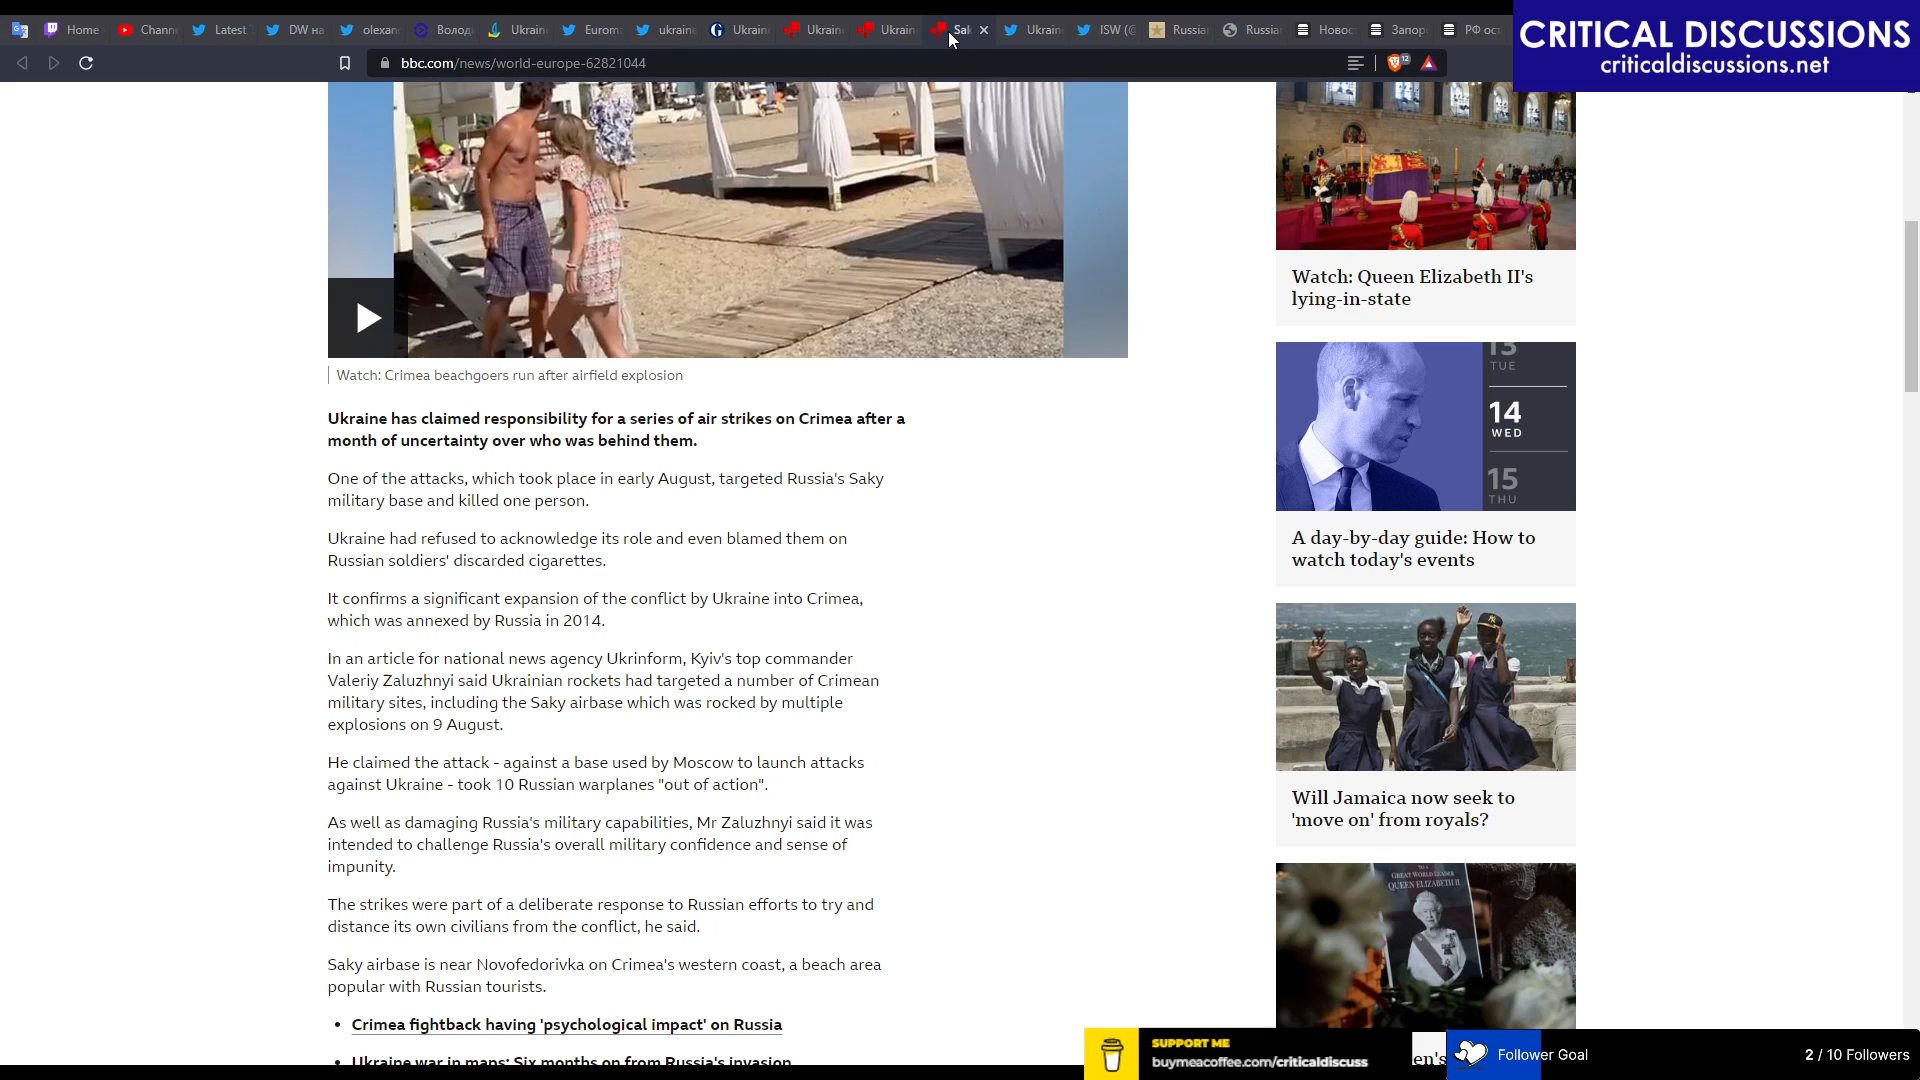 Home
Chann
Latest
DW на
olexan
Волод
Ukrain
Eurom
ukraine
Ukrain
Ukrain
Ukrain
Sal
Ukrain
ISW (@
Russia
Russia
Новос
Запор
РФ ос
CRITICAL DISCUSSIONS
criticaldiscussions.net
bbc.com/news/world-europe-62821044
12
Watch: Crimea beachgoers run after airfield explosion
Ukraine has claimed responsibility for a series of air strikes on Crimea after a
month of uncertainty over who was behind them.
One of the attacks, which took place in early August, targeted Russia's Saky
military base and killed one person.
Ukraine had refused to acknowledge its role and even blamed them on
Russian soldiers' discarded cigarettes.
It confirms a significant expansion of the conflict by Ukraine into Crimea,
which was annexed by Russia in 2014.
In an article for national news agency Ukrinform, Kyiv's top commander
Valeriy Zaluzhnyi said Ukrainian rockets had targeted a number of Crimean
military sites, including the Saky airbase which was rocked by multiple
explosions on 9 August.
He claimed the attack - against a base used by Moscow to launch attacks
against Ukraine - took 10 Russian warplanes "out of action".
As well as damaging Russia's military capabilities, Mr Zaluzhnyi said it was
intended to challenge Russia's overall military confidence and sense of
impunity.
The strikes were part of a deliberate response to Russian efforts to try and
distance its own civilians from the conflict, he said.
Saky airbase is near Novofedorivka on Crimea's western coast, a beach area
popular with Russian tourists.
• Crimea fightback having 'psychological impact' on Russia
• Ukraine war in maps: Six months on from Russia's invasion
Watch: Queen Elizabeth II's
lying-in-state
13
TUE
14
WED
15
THU
A day-by-day guide: How to
watch today's events
Will Jamaica now seek to
'move on' from royals?
GREAT WORLD LEADER
QUEEN ELIZABETH II
en's
SUPPORT ME
buymeacoffee.com/criticaldiscuss
Follower Goal
2 / 10 Followers